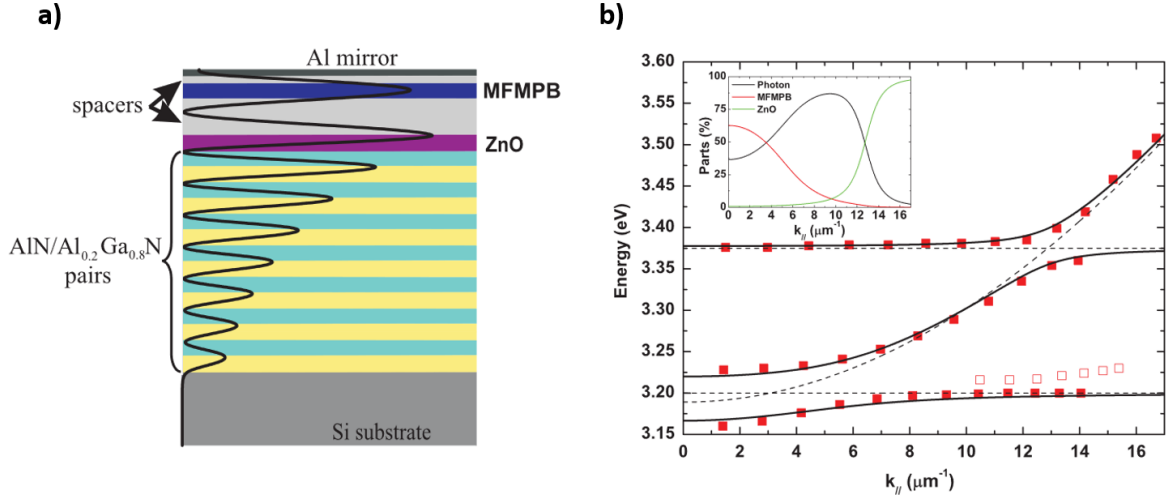 a)
Al mirror
spacers
MFMPB
ZnO
AlN/Al0.2Ga0.8N
pairs
Si substrate
b)
Energy (eV)
3.60
3.55
3.50
3.45
3.40
3.35
3.30
3.25
3.20
3.15
0 2 4 6 8 10 12 14 16
k// (μm-1)
Parts (%)
100
75
50
25
0
Photon
MFMPB
ZnO
0 2 4 6 8 10 12 14 16
k// (μm-1)